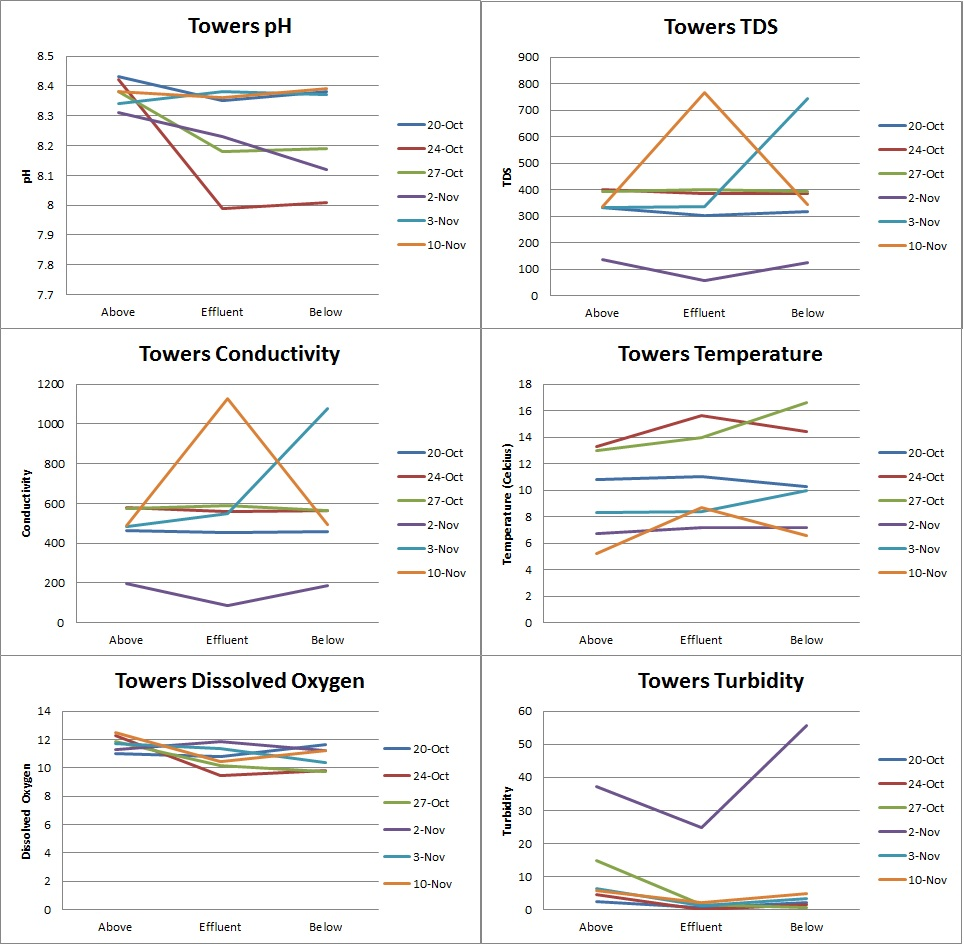 Towers pH
8.5
8.4
8.3
8.2
8.1
8
7.9
7.8
7.7
pH
Above Effluent Below
20-Oct
24-Oct
27-Oct
2-Nov
3-Nov
10-Nov
Towers TDS
900
800
700
600
500
400
300
200
100
0
TDS
Above Effluent Below
20-Oct
24-Oct
27-Oct
2-Nov
3-Nov
10-Nov
Towers Conductivity
1200
1000
800
600
400
200
0
Conductivity
Above Effluent Below
20-Oct
24-Oct
27-Oct
2-Nov
3-Nov
10-Nov
Towers Temperature
18
16
14
12
10
8
6
4
2
0
Temperature (Celcius)
Above Effluent Below
20-Oct
24-Oct
27-Oct
2-Nov
3-Nov
10-Nov
Towers Dissolved Oxygen
14
12
10
8
6
4
2
0
Dissolved Oxygen
Above Effluent Below
20-Oct
24-Oct
27-Oct
2-Nov
3-Nov
10-Nov
Towers Turbidity
60
50
40
30
20
10
0
Turbidity
Above Effluent Below
20-Oct
24-Oct
27-Oct
2-Nov
3-Nov
10-Nov